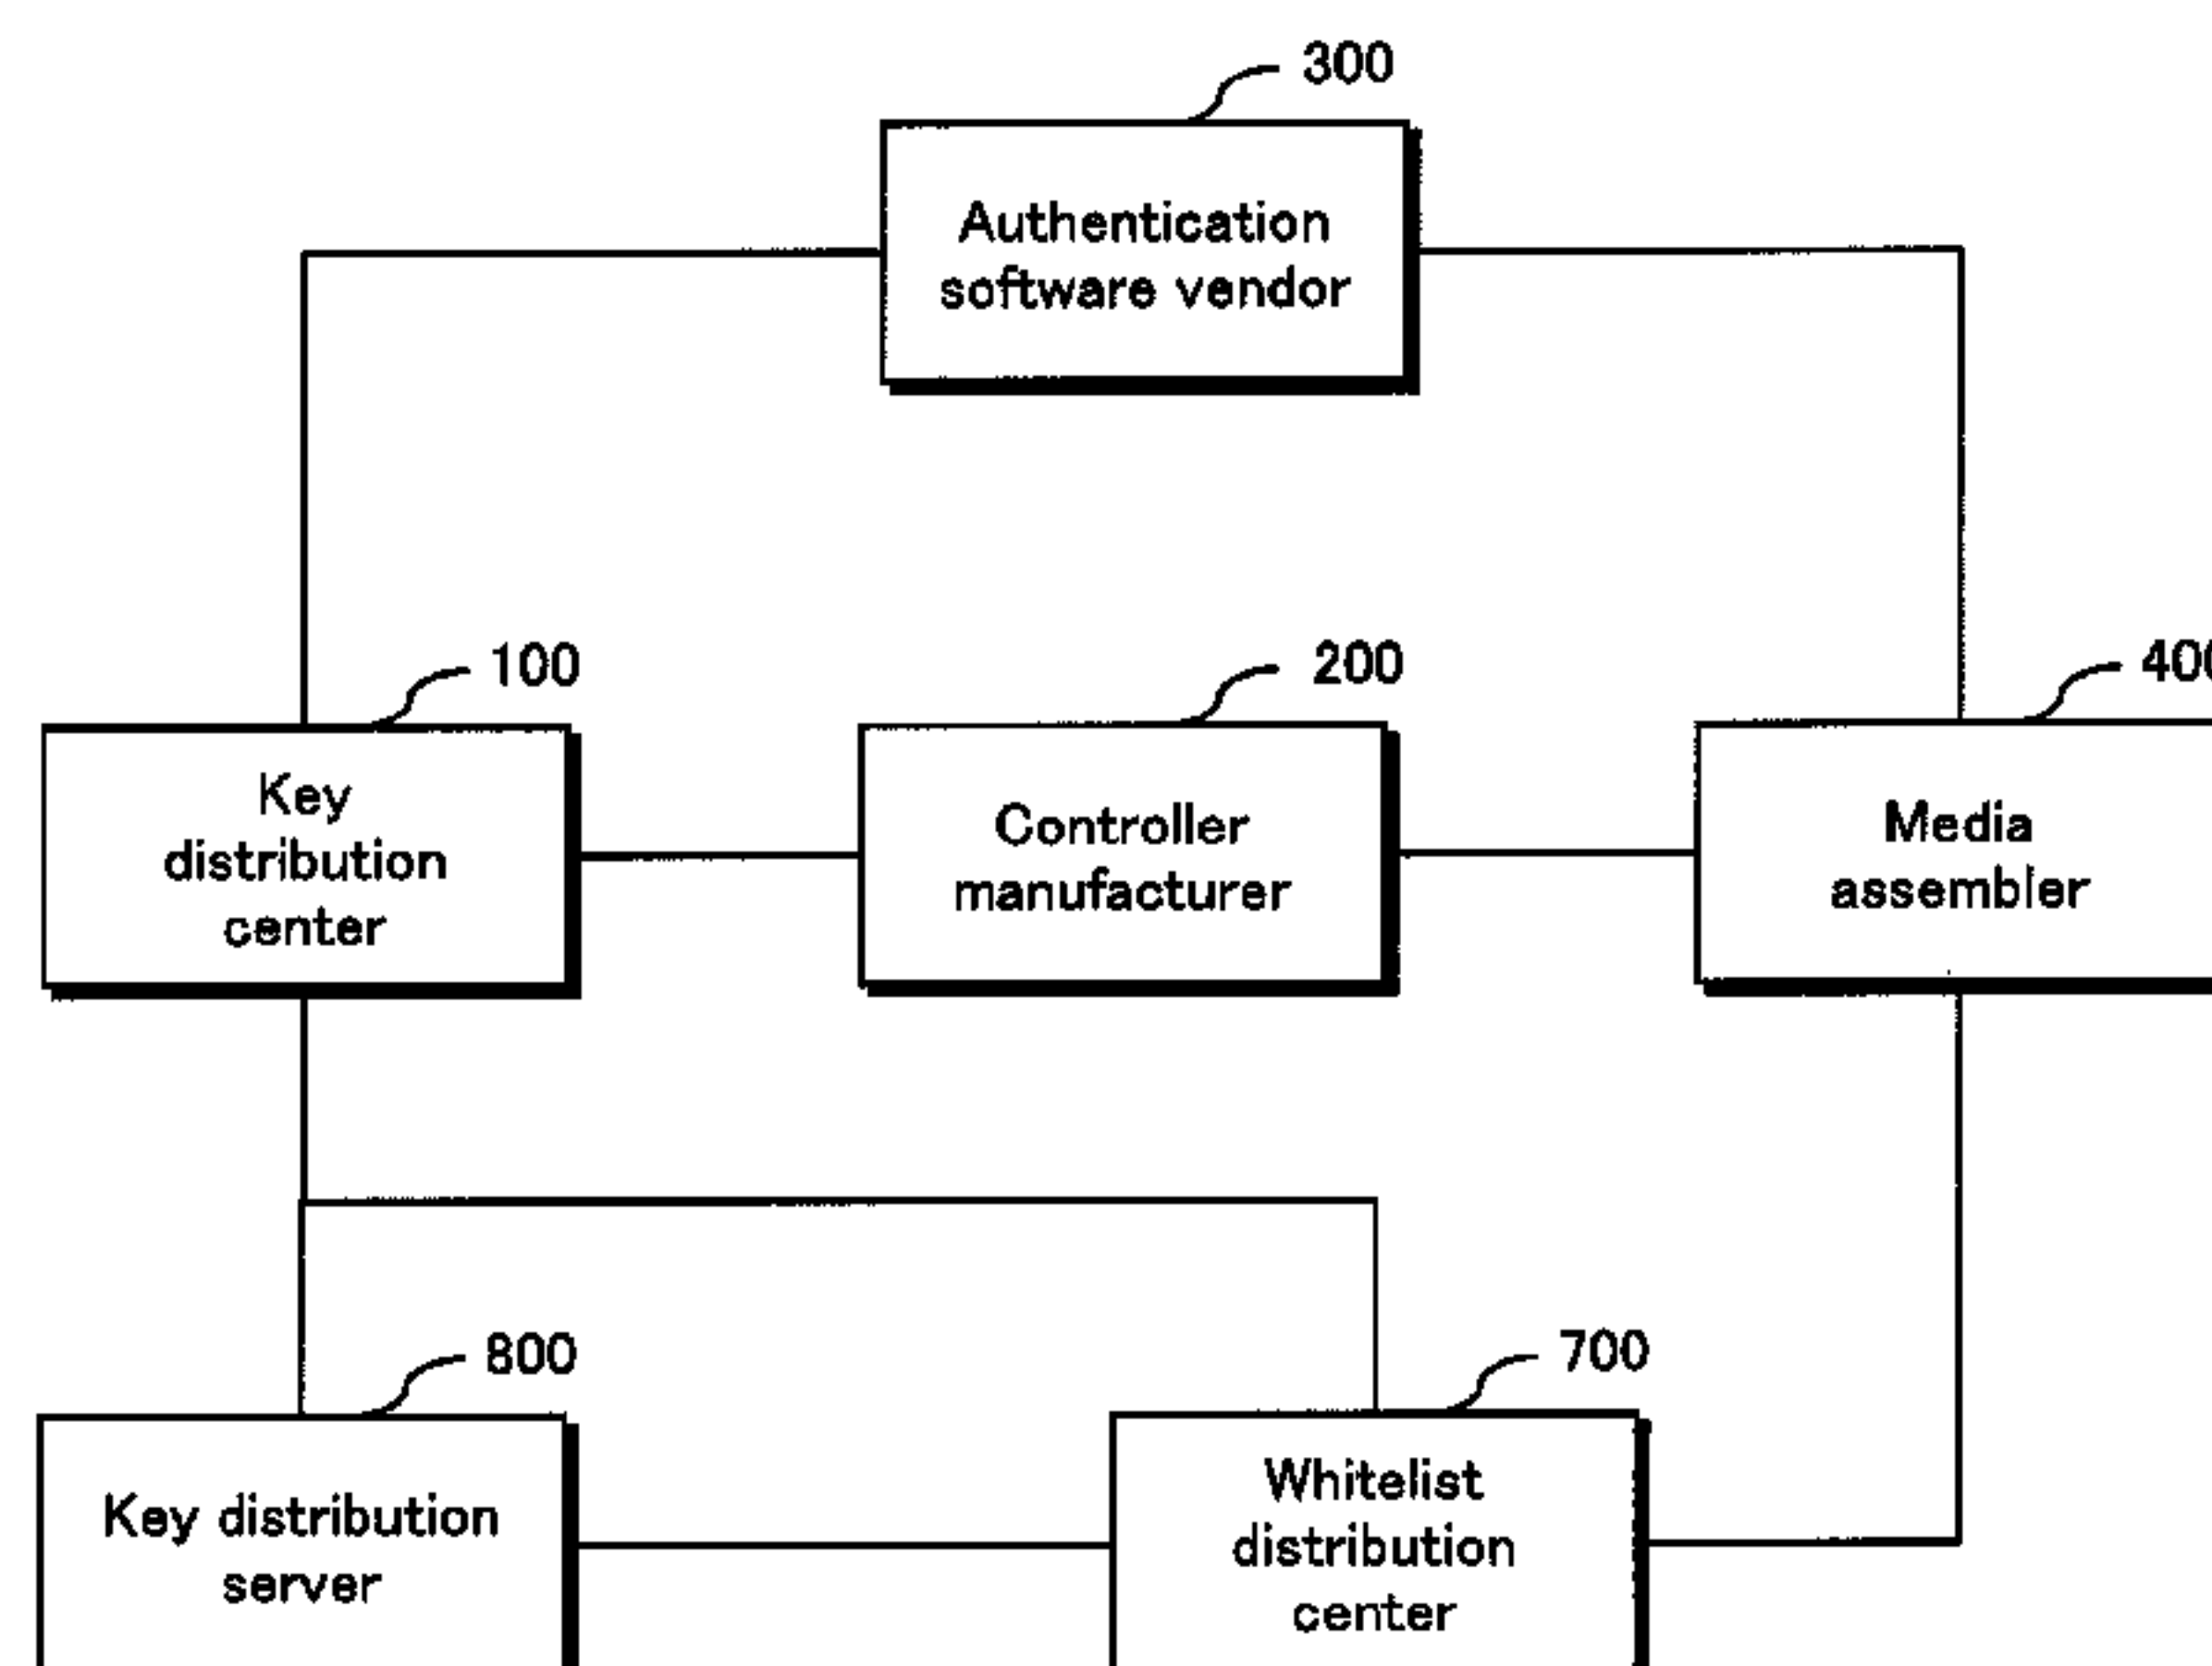 300
Authentication
software vendor
100
200
Key
distribution
center
Controller
manufacturer
Media
assembler
800
700
Key distribution
server
Whitelist
distribution
center